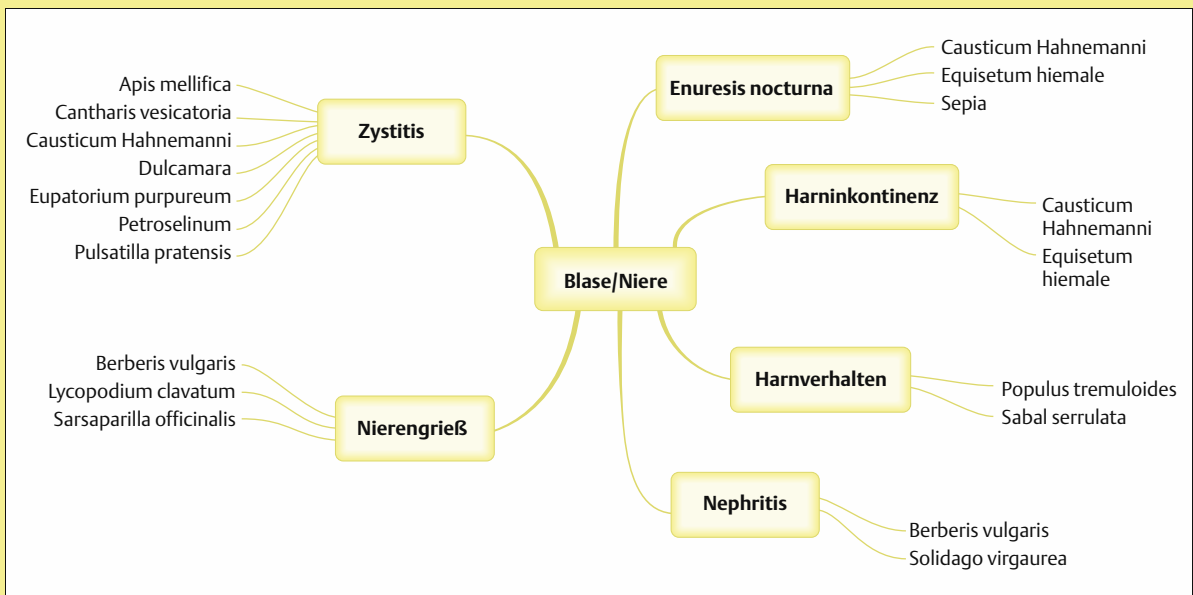 Blase/Niere
Zystitis
Apis mellifica
Cantharis vesicatoria
Causticum Hahnemanni
Dulcamara
Eupatorium purpureum
Petroselinum
Pulsatilla pratensis
Nierengrieß
Berberis vulgaris
Lycopodium clavatum
Sarsaparilla officinalis
Enuresis nocturna
Causticum Hahnemanni
Equisetum hiemale
Sepia
Harninkontinenz
Causticum
Hahnemanni
Equisetum
hiemale
Harnverhalten
Populus tremuloides
Sabal serrulata
Nephritis
Berberis vulgaris
Solidago virgaurea